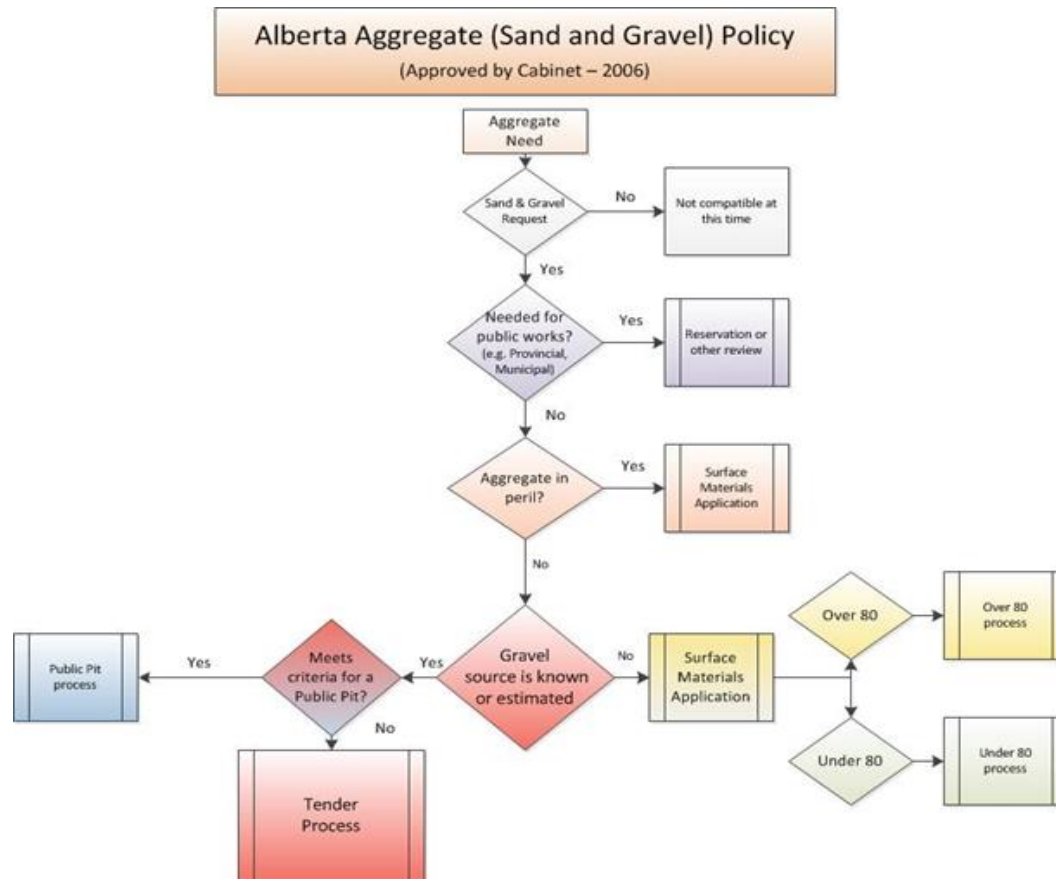 Alberta Aggregate (Sand and Gravel) Policy
(Approved by Cabinet – 2006)
Aggregate
Need
Sand & Gravel
Request
No
Not compatible at
this time
Yes
Needed for
public works?
(e.g. Provincial,
Municipal)
Yes
Reservation or
other review
No
Aggregate in
peril?
Yes
Surface
Materials
Application
No
Gravel
source is known
or estimated
Yes
Meets
criteria for a
Public Pit?
Yes
Public Pit
process
No
Tender
Process
No
Surface
Materials
Application
Over 80
Over 80
process
Under 80
Under 80
process